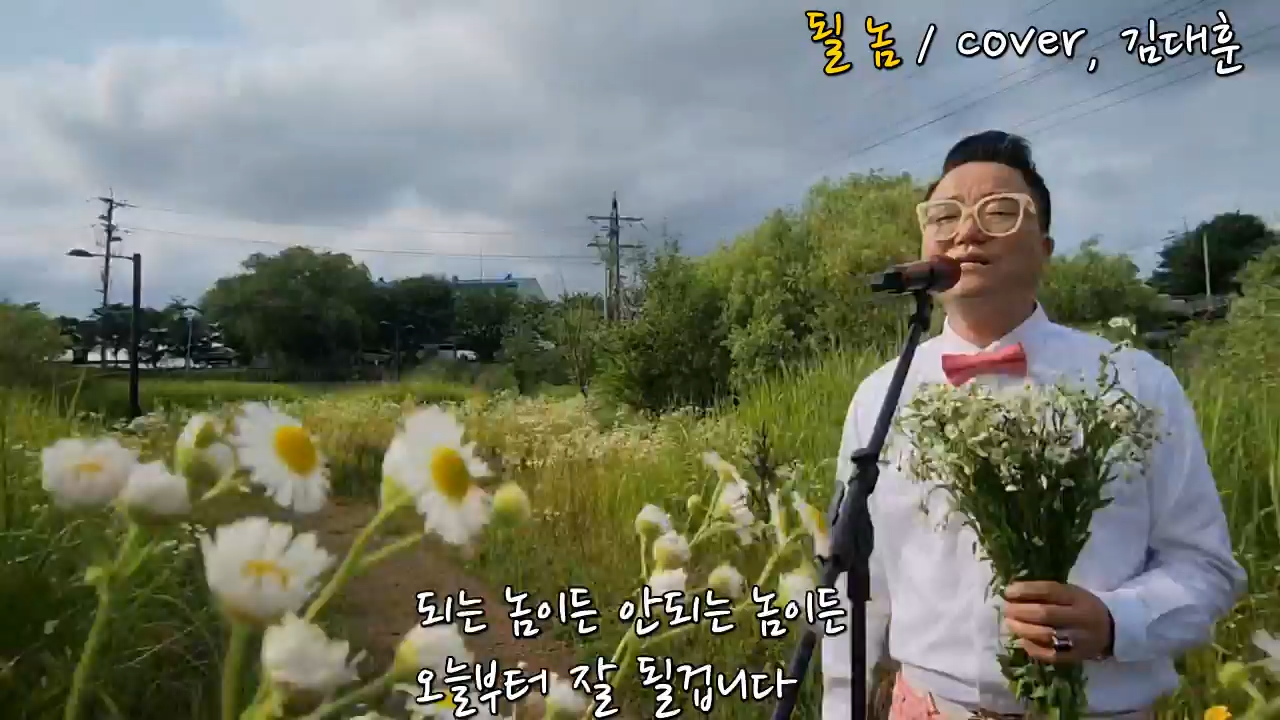 될 놈 / cover, 김대훈
되는 놈이든 안되는 놈이든
오늘부터 잘 될겁니다